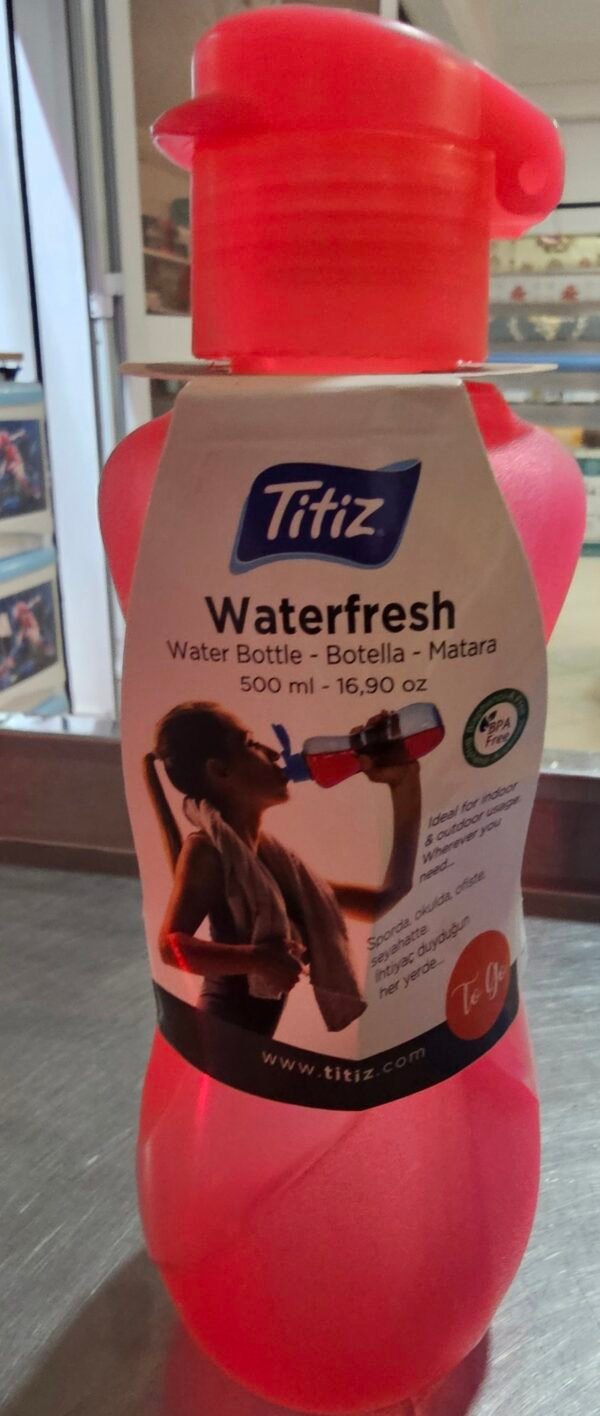 Titiz
Waterfresh
Water Bottle - Botella - Matara
500 ml - 16,90 oz
BPA
Free
Ideal for indoor
& outdoor usage.
Wherever you
need...
Sporda, okulda, ofiste,
seyahatte.
İhtiyaç duyduğun
her yerde...
To Go
www.titiz.com